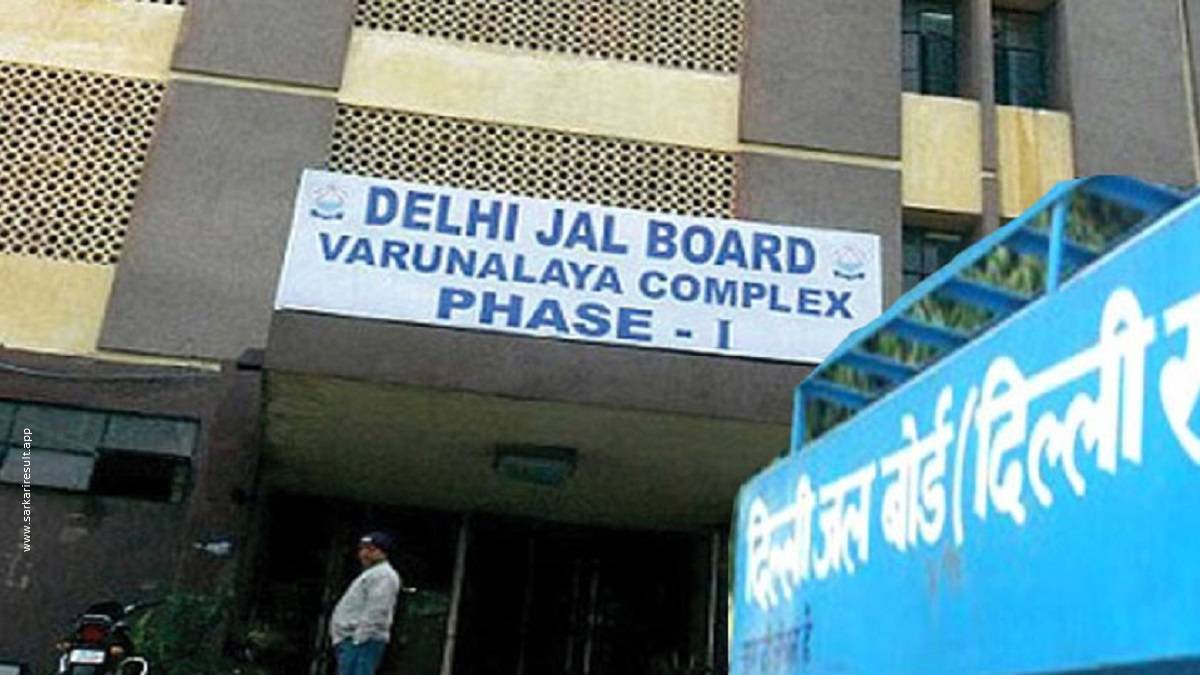 DELHI JAL BOARD
VARUNALAYA COMPLEX
PHASE - I
दिल्ली जल बोर्ड (दिल्ली स
www.sarkariresult.app